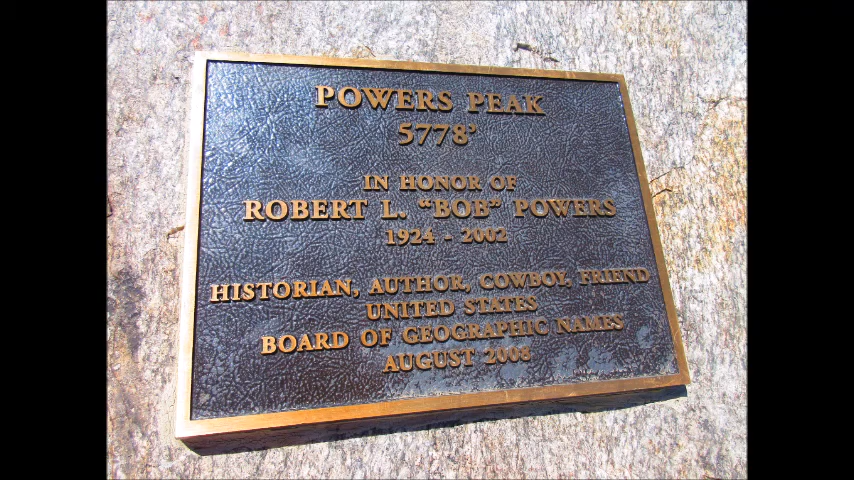 POWERS PEAK
5778'
IN HONOR OF
ROBERT L. “BOB” POWERS
1924 - 2002
HISTORIAN, AUTHOR, COWBOY, FRIEND
UNITED STATES
BOARD OF GEOGRAPHIC NAMES
AUGUST 2008